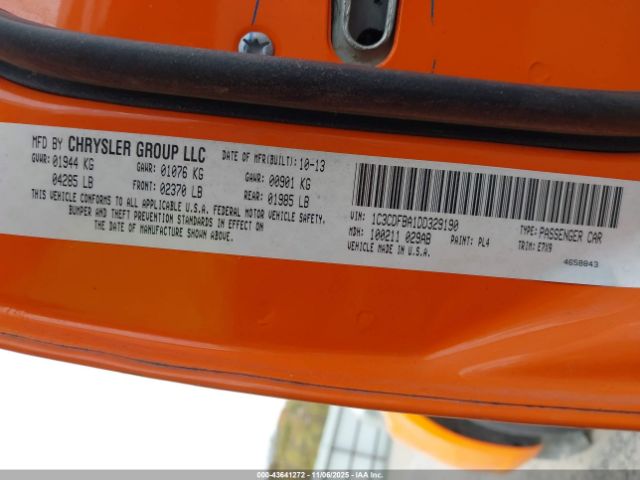 MFD BY CHRYSLER GROUP LLC
DATE OF MFR(BUILT): 10-13
GVWR: 01944 KG GAWR: 01076 KG GAWR: 00901 KG
04285 LB FRONT: 02370 LB REAR: 01985 LB
THIS VEHICLE CONFORMS TO ALL APPLICABLE U.S.A. FEDERAL MOTOR VEHICLE SAFETY,
BUMPER AND THEFT PREVENTION STANDARDS IN EFFECT ON
THE DATE OF MANUFACTURE SHOWN ABOVE.
VIN: 1C3CDFBA1DD329190 TYPE: PASSENGER CAR
MDH: 100211 029AB PAINT: PL4 TRIM: E7X9
VEHICLE MADE IN U.S.A.
4658843
000-43641272 - 11/06/2025 - IAAI.COM